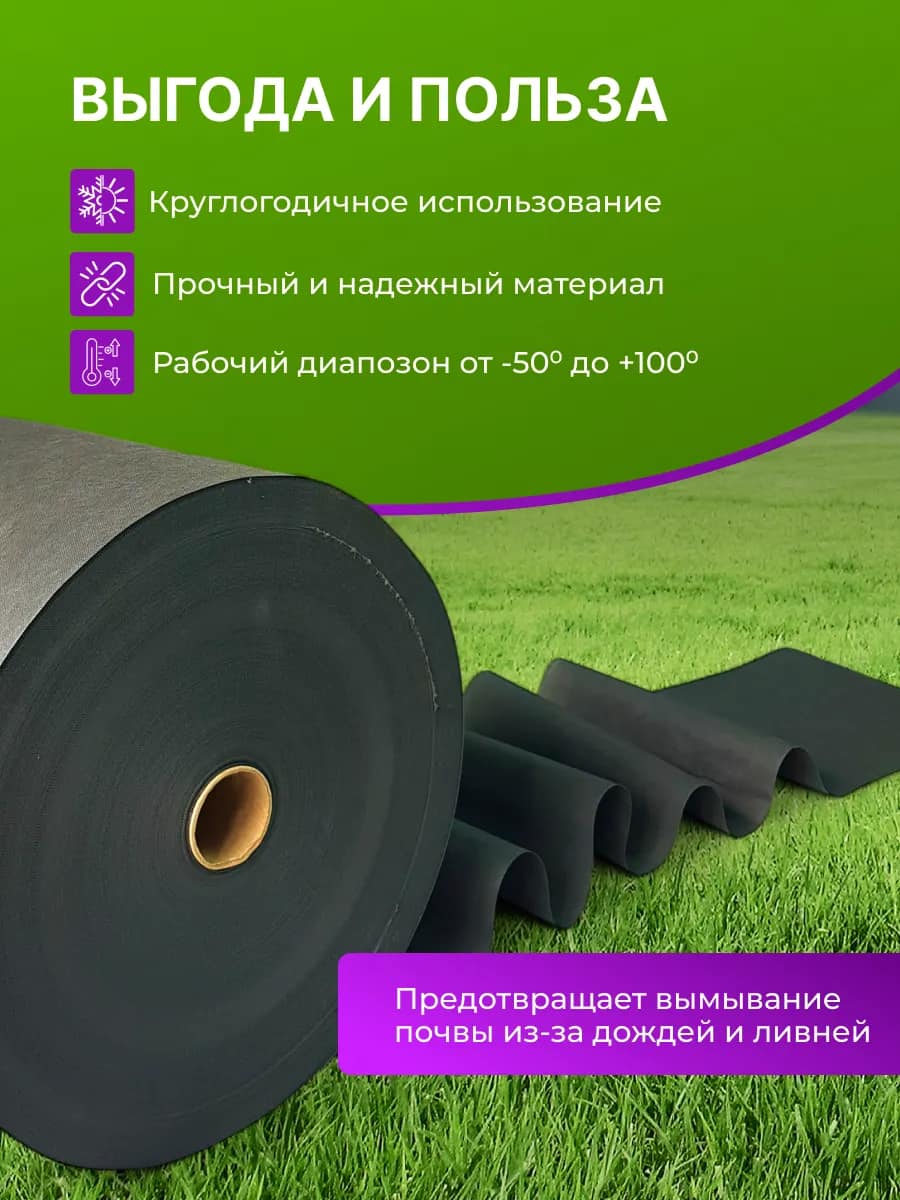 ВЫГОДА И ПОЛЬЗА
Круглогодичное использование
Прочный и надежный материал
Рабочий диапозон от -50⁰ до +100⁰
Предотвращает вымывание
почвы из-за дождей и ливней